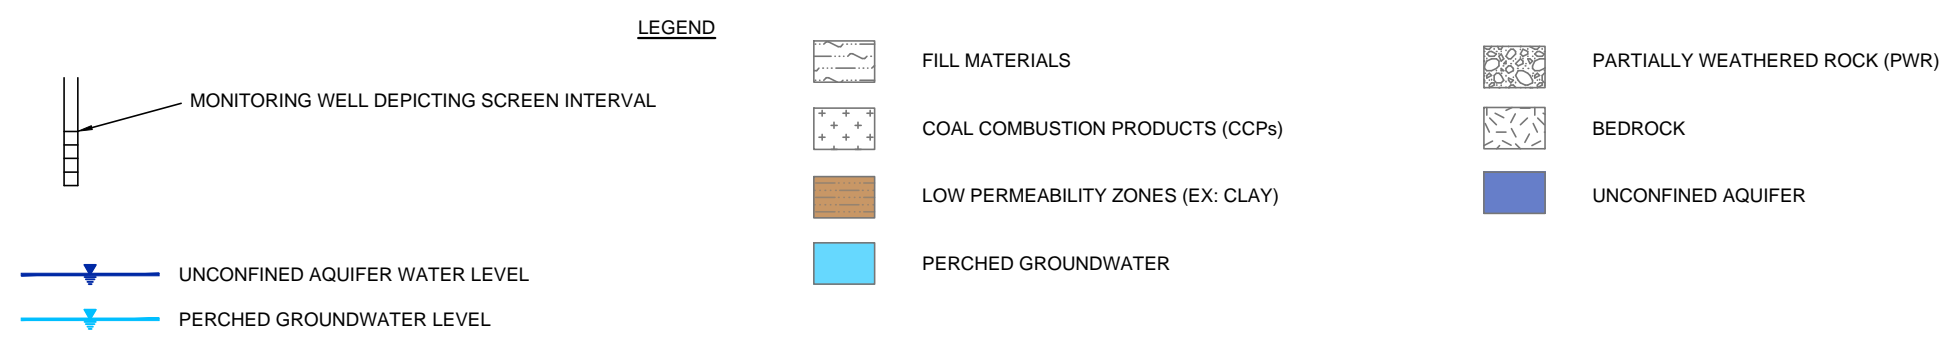 LEGEND
MONITORING WELL DEPICTING SCREEN INTERVAL
UNCONFINED AQUIFER WATER LEVEL
PERCHED GROUNDWATER LEVEL
FILL MATERIALS
COAL COMBUSTION PRODUCTS (CCPs)
LOW PERMEABILITY ZONES (EX: CLAY)
PERCHED GROUNDWATER
PARTIALLY WEATHERED ROCK (PWR)
BEDROCK
UNCONFINED AQUIFER